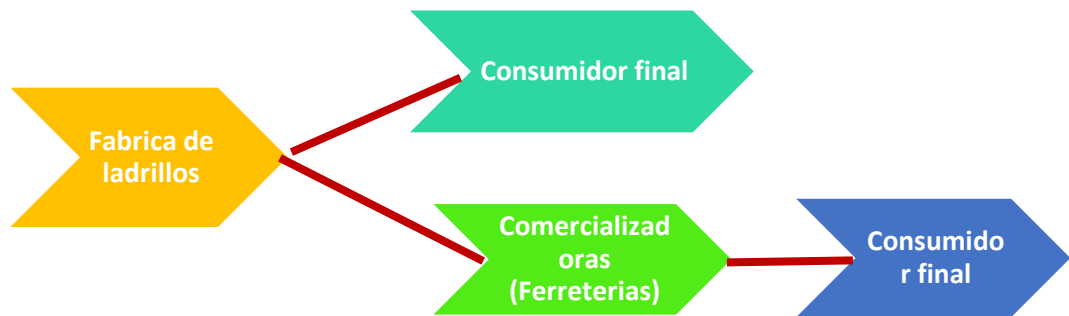 Consumidor final
Fabrica de
ladrillos
Comercializad
oras
(Ferreterias)
Consumido
r final